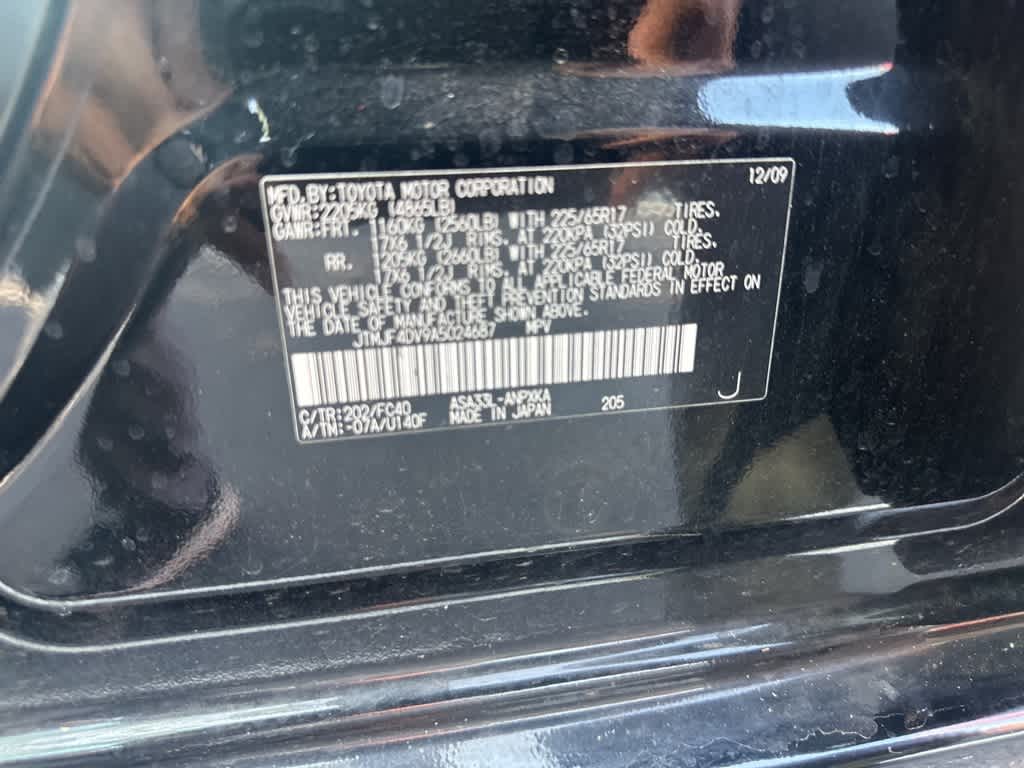 MFD.BY:TOYOTA MOTOR CORPORATION 12/09
GVWR:2205KG (4865LB)
GAWR:FRT. 1160KG (2560LB) WITH 225/65R17 TIRES.
17X6 1/2J RIMS, AT 220KPA (32PSI) COLD.
RR. 1205KG (2660LB) WITH 225/65R17 TIRES.
17X6 1/2J RIMS, AT 220KPA (32PSI) COLD.
THIS VEHICLE CONFORMS TO ALL APPLICABLE FEDERAL MOTOR
VEHICLE SAFETY AND THEFT PREVENTION STANDARDS IN EFFECT ON
THE DATE OF MANUFACTURE SHOWN ABOVE.
JTMJF4DV9A5024687 MPV
C/TR:202/FC40 ASA33L-ANPXKA 205 J
A/TM:-07A/U140F MADE IN JAPAN